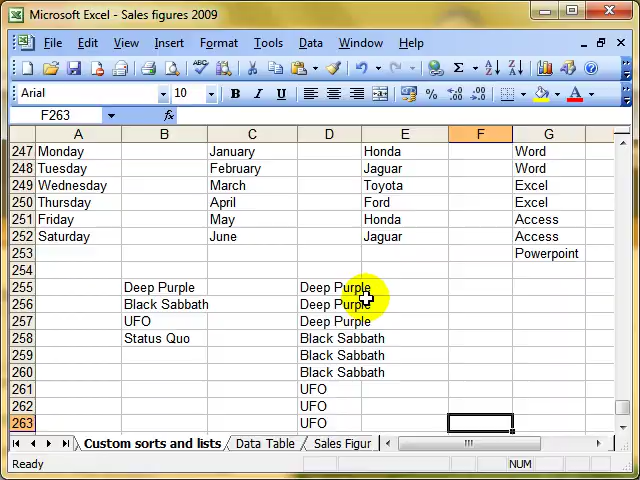 Microsoft Excel - Sales figures 2009
File Edit View Insert Format Tools Data Window Help
Arial 10
F263 fx
A B C D E F G
247 Monday January Honda Word
248 Tuesday February Jaguar Word
249 Wednesday March Toyota Excel
250 Thursday April Ford Excel
251 Friday May Honda Access
252 Saturday June Jaguar Access
253 Powerpoint
254
255 Deep Purple Deep Purple
256 Black Sabbath Deep Purple
257 UFO Deep Purple
258 Status Quo Black Sabbath
259 Black Sabbath
260 Black Sabbath
261 UFO
262 UFO
263 UFO
Custom sorts and lists Data Table Sales Figur
Ready NUM